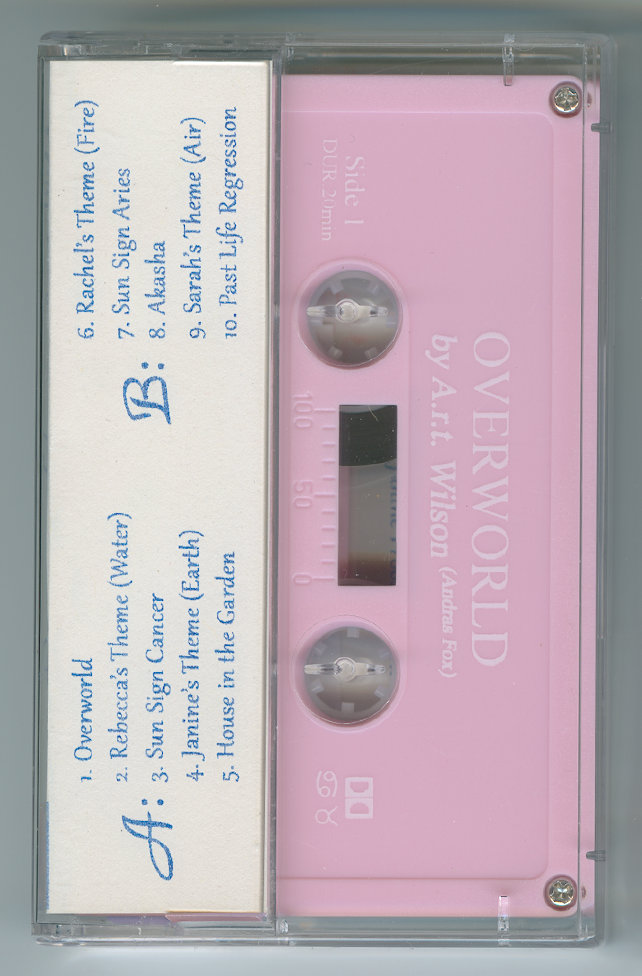 A:
1. Overworld
2. Rebecca's Theme (Water)
3. Sun Sign Cancer
4. Janine's Theme (Earth)
5. House in the Garden
B:
6. Rachel's Theme (Fire)
7. Sun Sign Aries
8. Akasha
9. Sarah's Theme (Air)
10. Past Life Regression
OVERWORLD
by A.r.t. Wilson (Andras Fox)
Side 1
DUR 20min
100 50 0